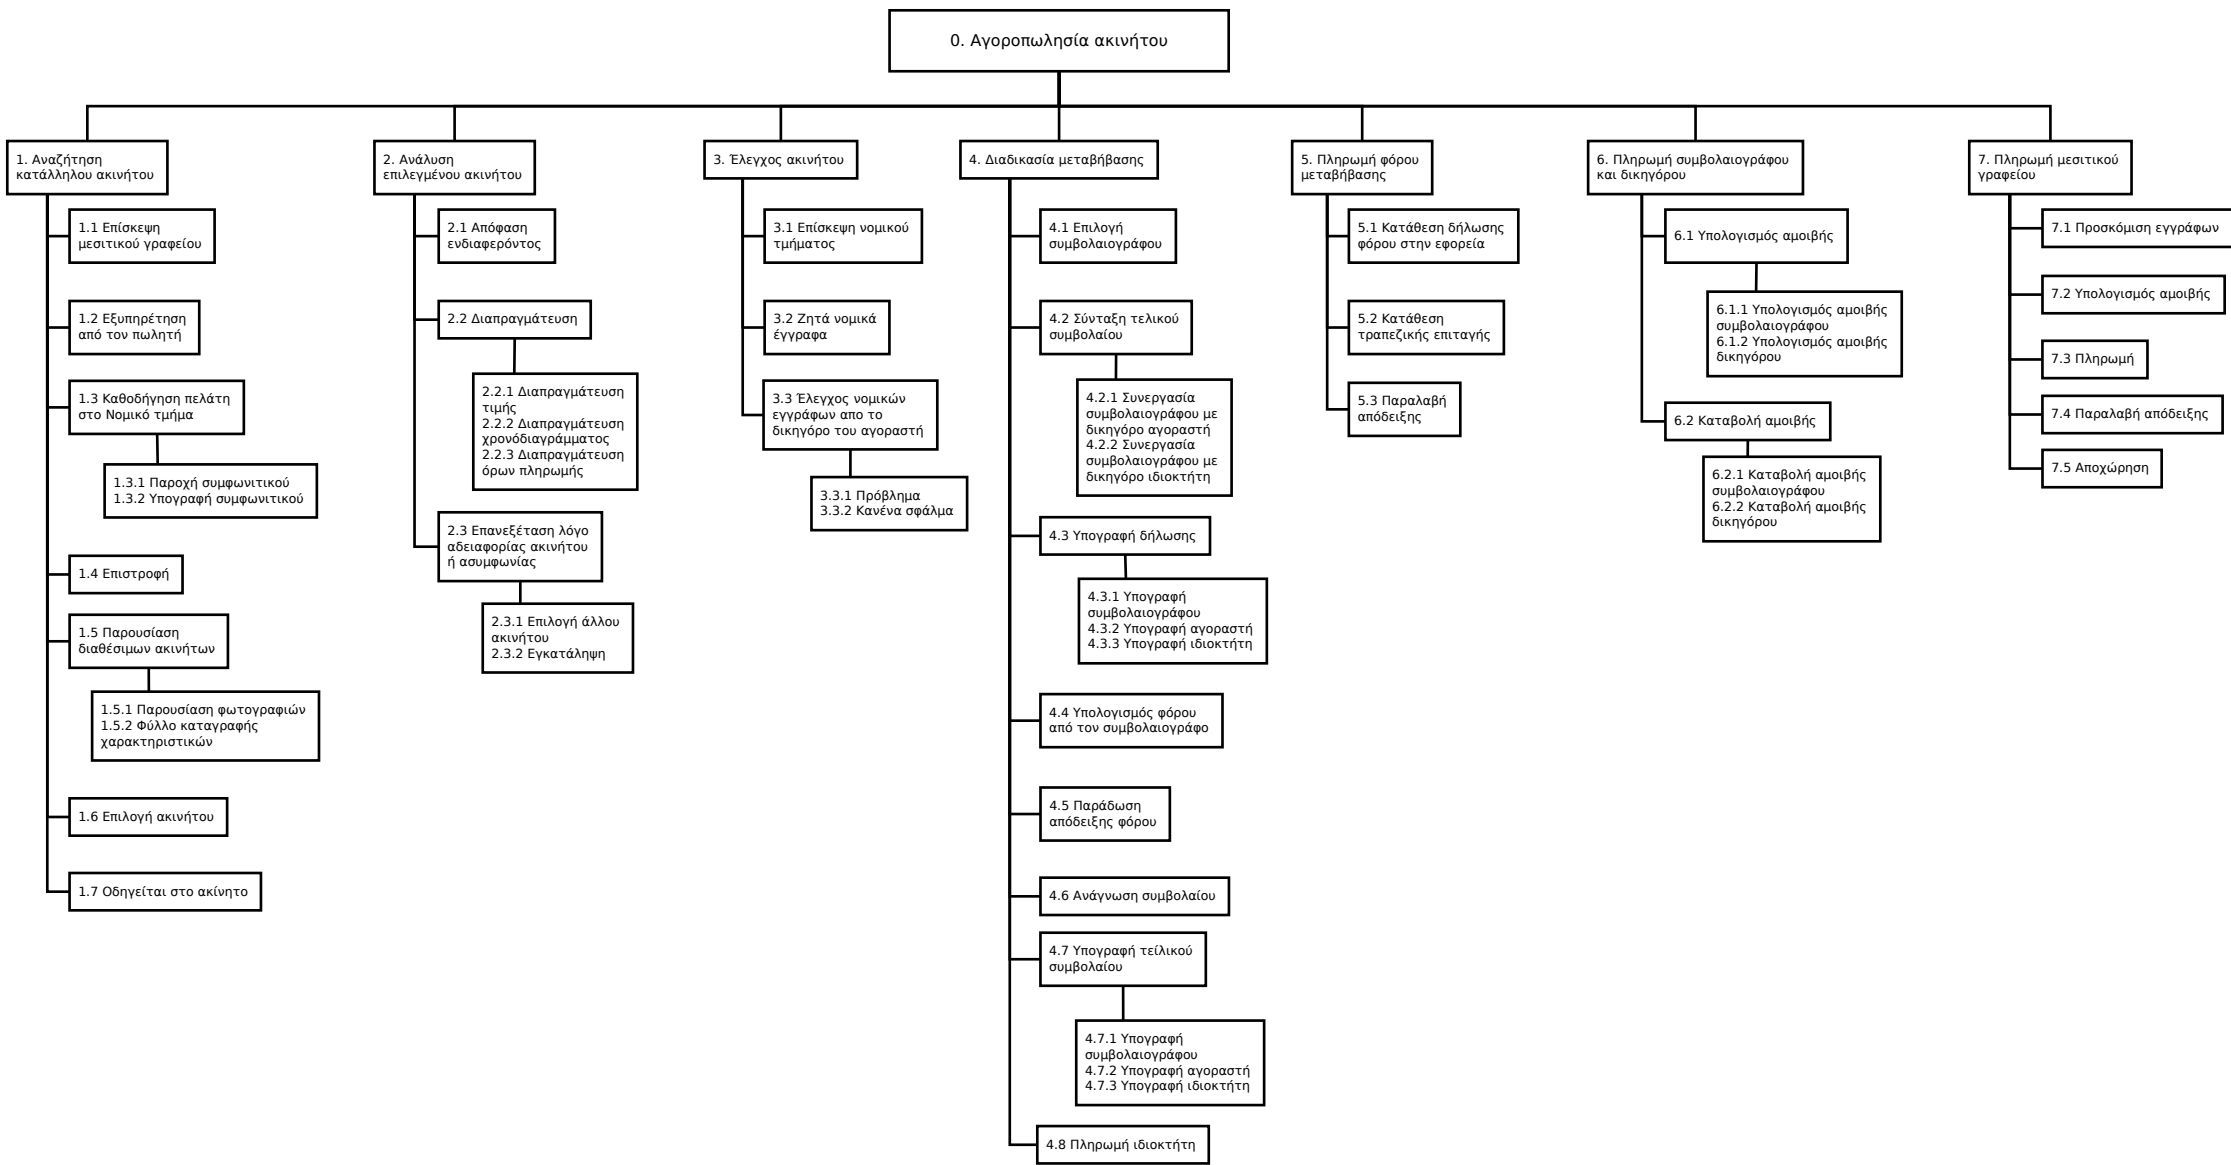 0. Αγοροπωλησία ακινήτου
1. Αναζήτηση
κατάλληλου ακινήτου
1.1 Επίσκεψη
μεσιτικού γραφείου
1.2 Εξυπηρέτηση
από τον πωλητή
1.3 Καθοδήγηση πελάτη
στο Νομικό τμήμα
1.3.1 Παροχή συμφωνιτικού
1.3.2 Υπογραφή συμφωνιτικού
1.4 Επιστροφή
1.5 Παρουσίαση
διαθέσιμων ακινήτων
1.5.1 Παρουσίαση φωτογραφιών
1.5.2 Φύλλο καταγραφής
χαρακτηριστικών
1.6 Επιλογή ακινήτου
1.7 Οδηγείται στο ακίνητο
2. Ανάλυση
επιλεγμένου ακινήτου
2.1 Απόφαση
ενδιαφερόντος
2.2 Διαπραγμάτευση
2.2.1 Διαπραγμάτευση
τιμής
2.2.2 Διαπραγμάτευση
χρονόδιαγράμματος
2.2.3 Διαπραγμάτευση
όρων πληρωμής
2.3 Επανεξέταση λόγο
αδειαφορίας ακινήτου
ή ασυμφωνίας
2.3.1 Επιλογή άλλου
ακινήτου
2.3.2 Εγκατάληψη
3. Έλεγχος ακινήτου
3.1 Επίσκεψη νομικού
τμήματος
3.2 Ζητά νομικά
έγγραφα
3.3 Έλεγχος νομικών
εγγράφων απο το
δικηγόρο του αγοραστή
3.3.1 Πρόβλημα
3.3.2 Κανένα σφάλμα
4. Διαδικασία μεταβήβασης
4.1 Επιλογή
συμβολαιογράφου
4.2 Σύνταξη τελικού
συμβολαίου
4.2.1 Συνεργασία
συμβολαιογράφου με
δικηγόρο αγοραστή
4.2.2 Συνεργασία
συμβολαιογράφου με
δικηγόρο ιδιοκτήτη
4.3 Υπογραφή δήλωσης
4.3.1 Υπογραφή
συμβολαιογράφου
4.3.2 Υπογραφή αγοραστή
4.3.3 Υπογραφή ιδιοκτήτη
4.4 Υπολογισμός φόρου
από τον συμβολαιογράφο
4.5 Παράδωση
απόδειξης φόρου
4.6 Ανάγνωση συμβολαίου
4.7 Υπογραφή τείλικού
συμβολαίου
4.7.1 Υπογραφή
συμβολαιογράφου
4.7.2 Υπογραφή αγοραστή
4.7.3 Υπογραφή ιδιοκτήτη
4.8 Πληρωμή ιδιοκτήτη
5. Πληρωμή φόρου
μεταβήβασης
5.1 Κατάθεση δήλωσης
φόρου στην εφορεία
5.2 Κατάθεση
τραπεζικής επιταγής
5.3 Παραλαβή
απόδειξης
6. Πληρωμή συμβολαιογράφου
και δικηγόρου
6.1 Υπολογισμός αμοιβής
6.1.1 Υπολογισμός αμοιβής
συμβολαιογράφου
6.1.2 Υπολογισμός αμοιβής
δικηγόρου
6.2 Καταβολή αμοιβής
6.2.1 Καταβολή αμοιβής
συμβολαιογράφου
6.2.2 Καταβολή αμοιβής
δικηγόρου
7. Πληρωμή μεσιτικού
γραφείου
7.1 Προσκόμιση εγγράφων
7.2 Υπολογισμός αμοιβής
7.3 Πληρωμή
7.4 Παραλαβή απόδειξης
7.5 Αποχώρηση